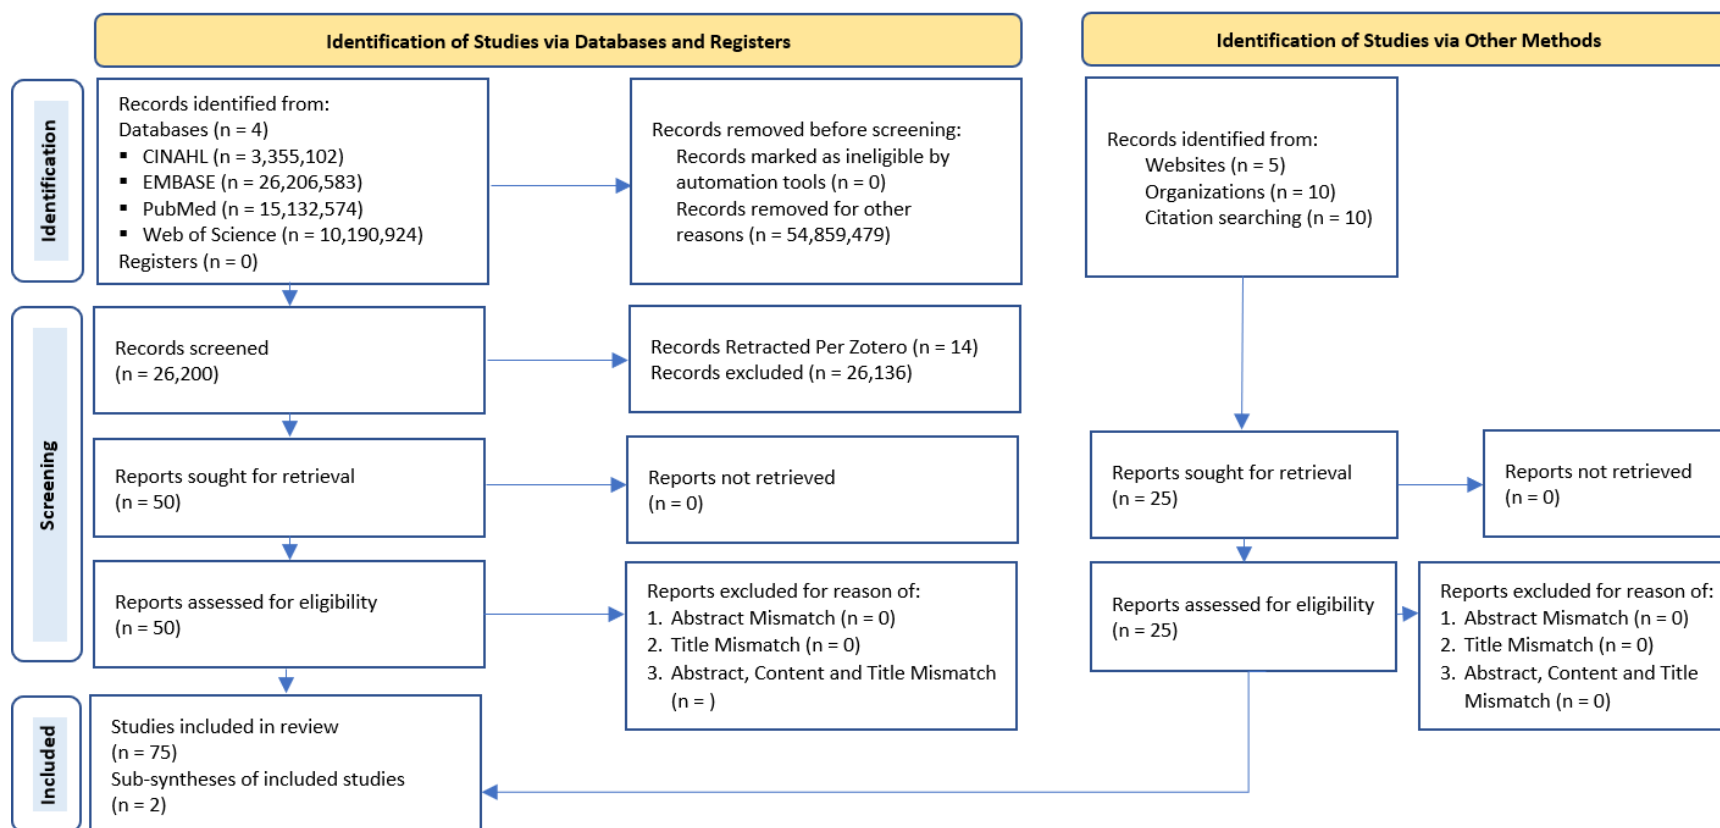 Identification of Studies via Databases and Registers
Identification of Studies via Other Methods
Identification
Records identified from:
Databases (n = 4)
▪ CINAHL (n = 3,355,102)
▪ EMBASE (n = 26,206,583)
▪ PubMed (n = 15,132,574)
▪ Web of Science (n = 10,190,924)
Registers (n = 0)
Records removed before screening:
Records marked as ineligible by
automation tools (n = 0)
Records removed for other
reasons (n = 54,859,479)
Records identified from:
Websites (n = 5)
Organizations (n = 10)
Citation searching (n = 10)
Screening
Records screened
(n = 26,200)
Records Retracted Per Zotero (n = 14)
Records excluded (n = 26,136)
Reports sought for retrieval
(n = 50)
Reports not retrieved
(n = 0)
Reports sought for retrieval
(n = 25)
Reports not retrieved
(n = 0)
Reports assessed for eligibility
(n = 50)
Reports excluded for reason of:
1. Abstract Mismatch (n = 0)
2. Title Mismatch (n = 0)
3. Abstract, Content and Title Mismatch
(n = )
Reports assessed for eligibility
(n = 25)
Reports excluded for reason of:
1. Abstract Mismatch (n = 0)
2. Title Mismatch (n = 0)
3. Abstract, Content and Title
Mismatch (n = 0)
Included
Studies included in review
(n = 75)
Sub-syntheses of included studies
(n = 2)